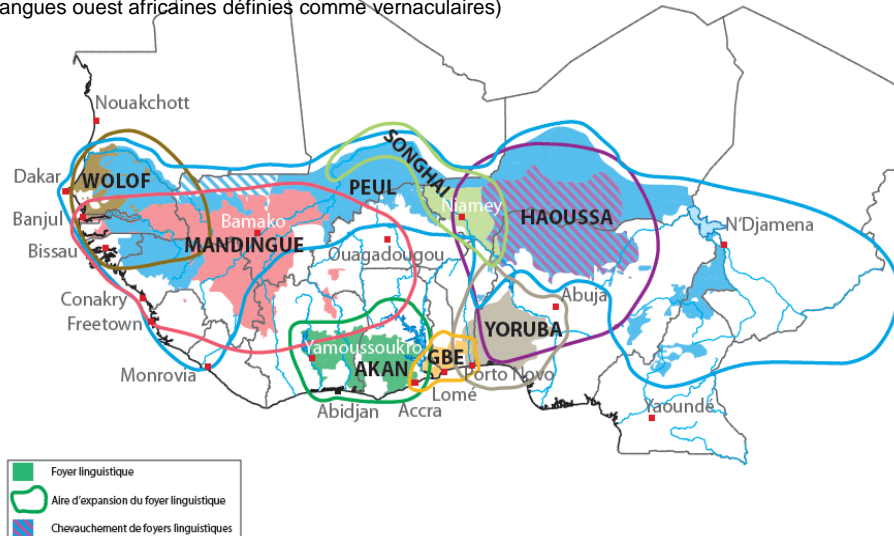 angues ouest africaines définies comme vernaculaires)
Nouakchott
SONGHAI
Dakar
WOLOF
PEUL
Niamey
HAOUSSA
Banjul
Bamako
N'Djamena
MANDINGUE
Bissau
Ouagadougou
Conakry
Abuja
Freetown
YORUBA
Yamoussoukro
GBE
AKAN
Monrovia
Porto Novo
Lomé
Abidjan
Accra
Yaoundé
Foyer linguistique
Aire d'expansion du foyer linguistique
Chevauchement de foyers linguistiques